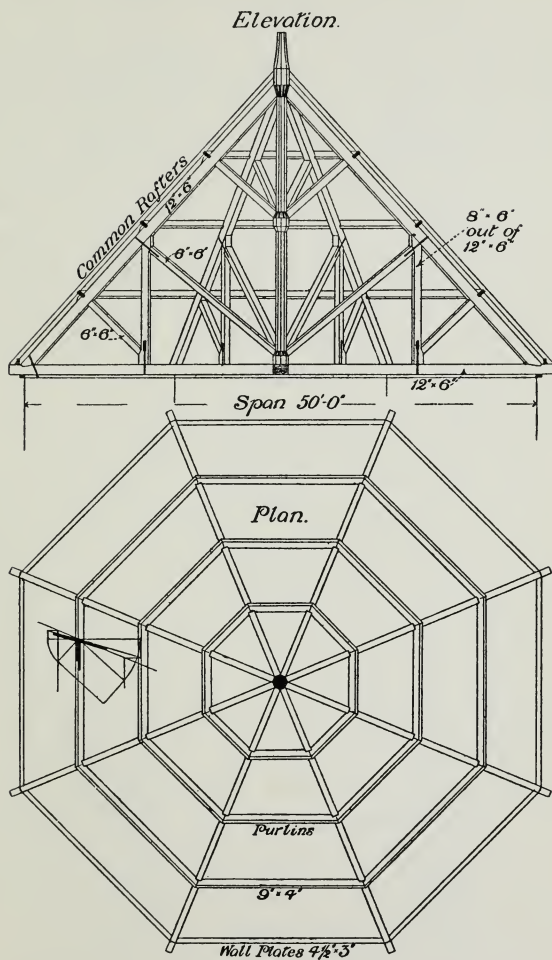 Elevation.
Common Rafters
12"×6"
8"×6"
out of
12"×6"
6"×6"
6"×6"
12"×6"
Span 50'-0"
Plan.
Purlins
9"×4"
Wall Plates 4½"×3"